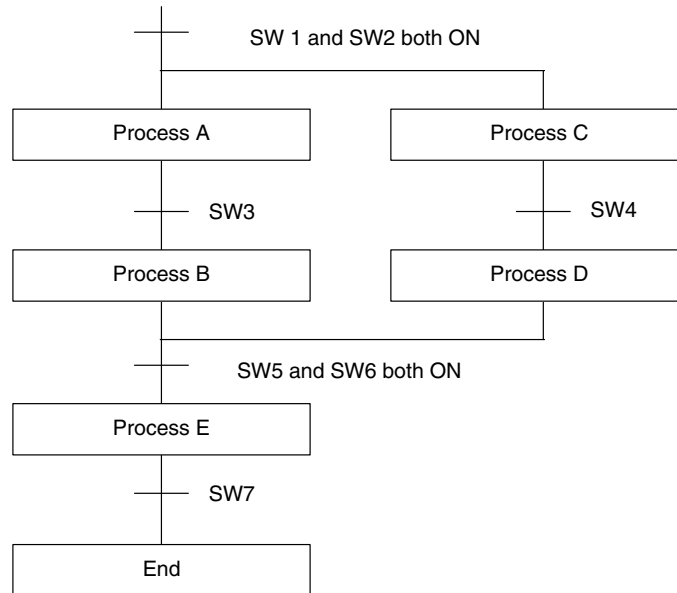 SW 1 and SW2 both ON
Process A
Process C
SW3
SW4
Process B
Process D
SW5 and SW6 both ON
Process E
SW7
End